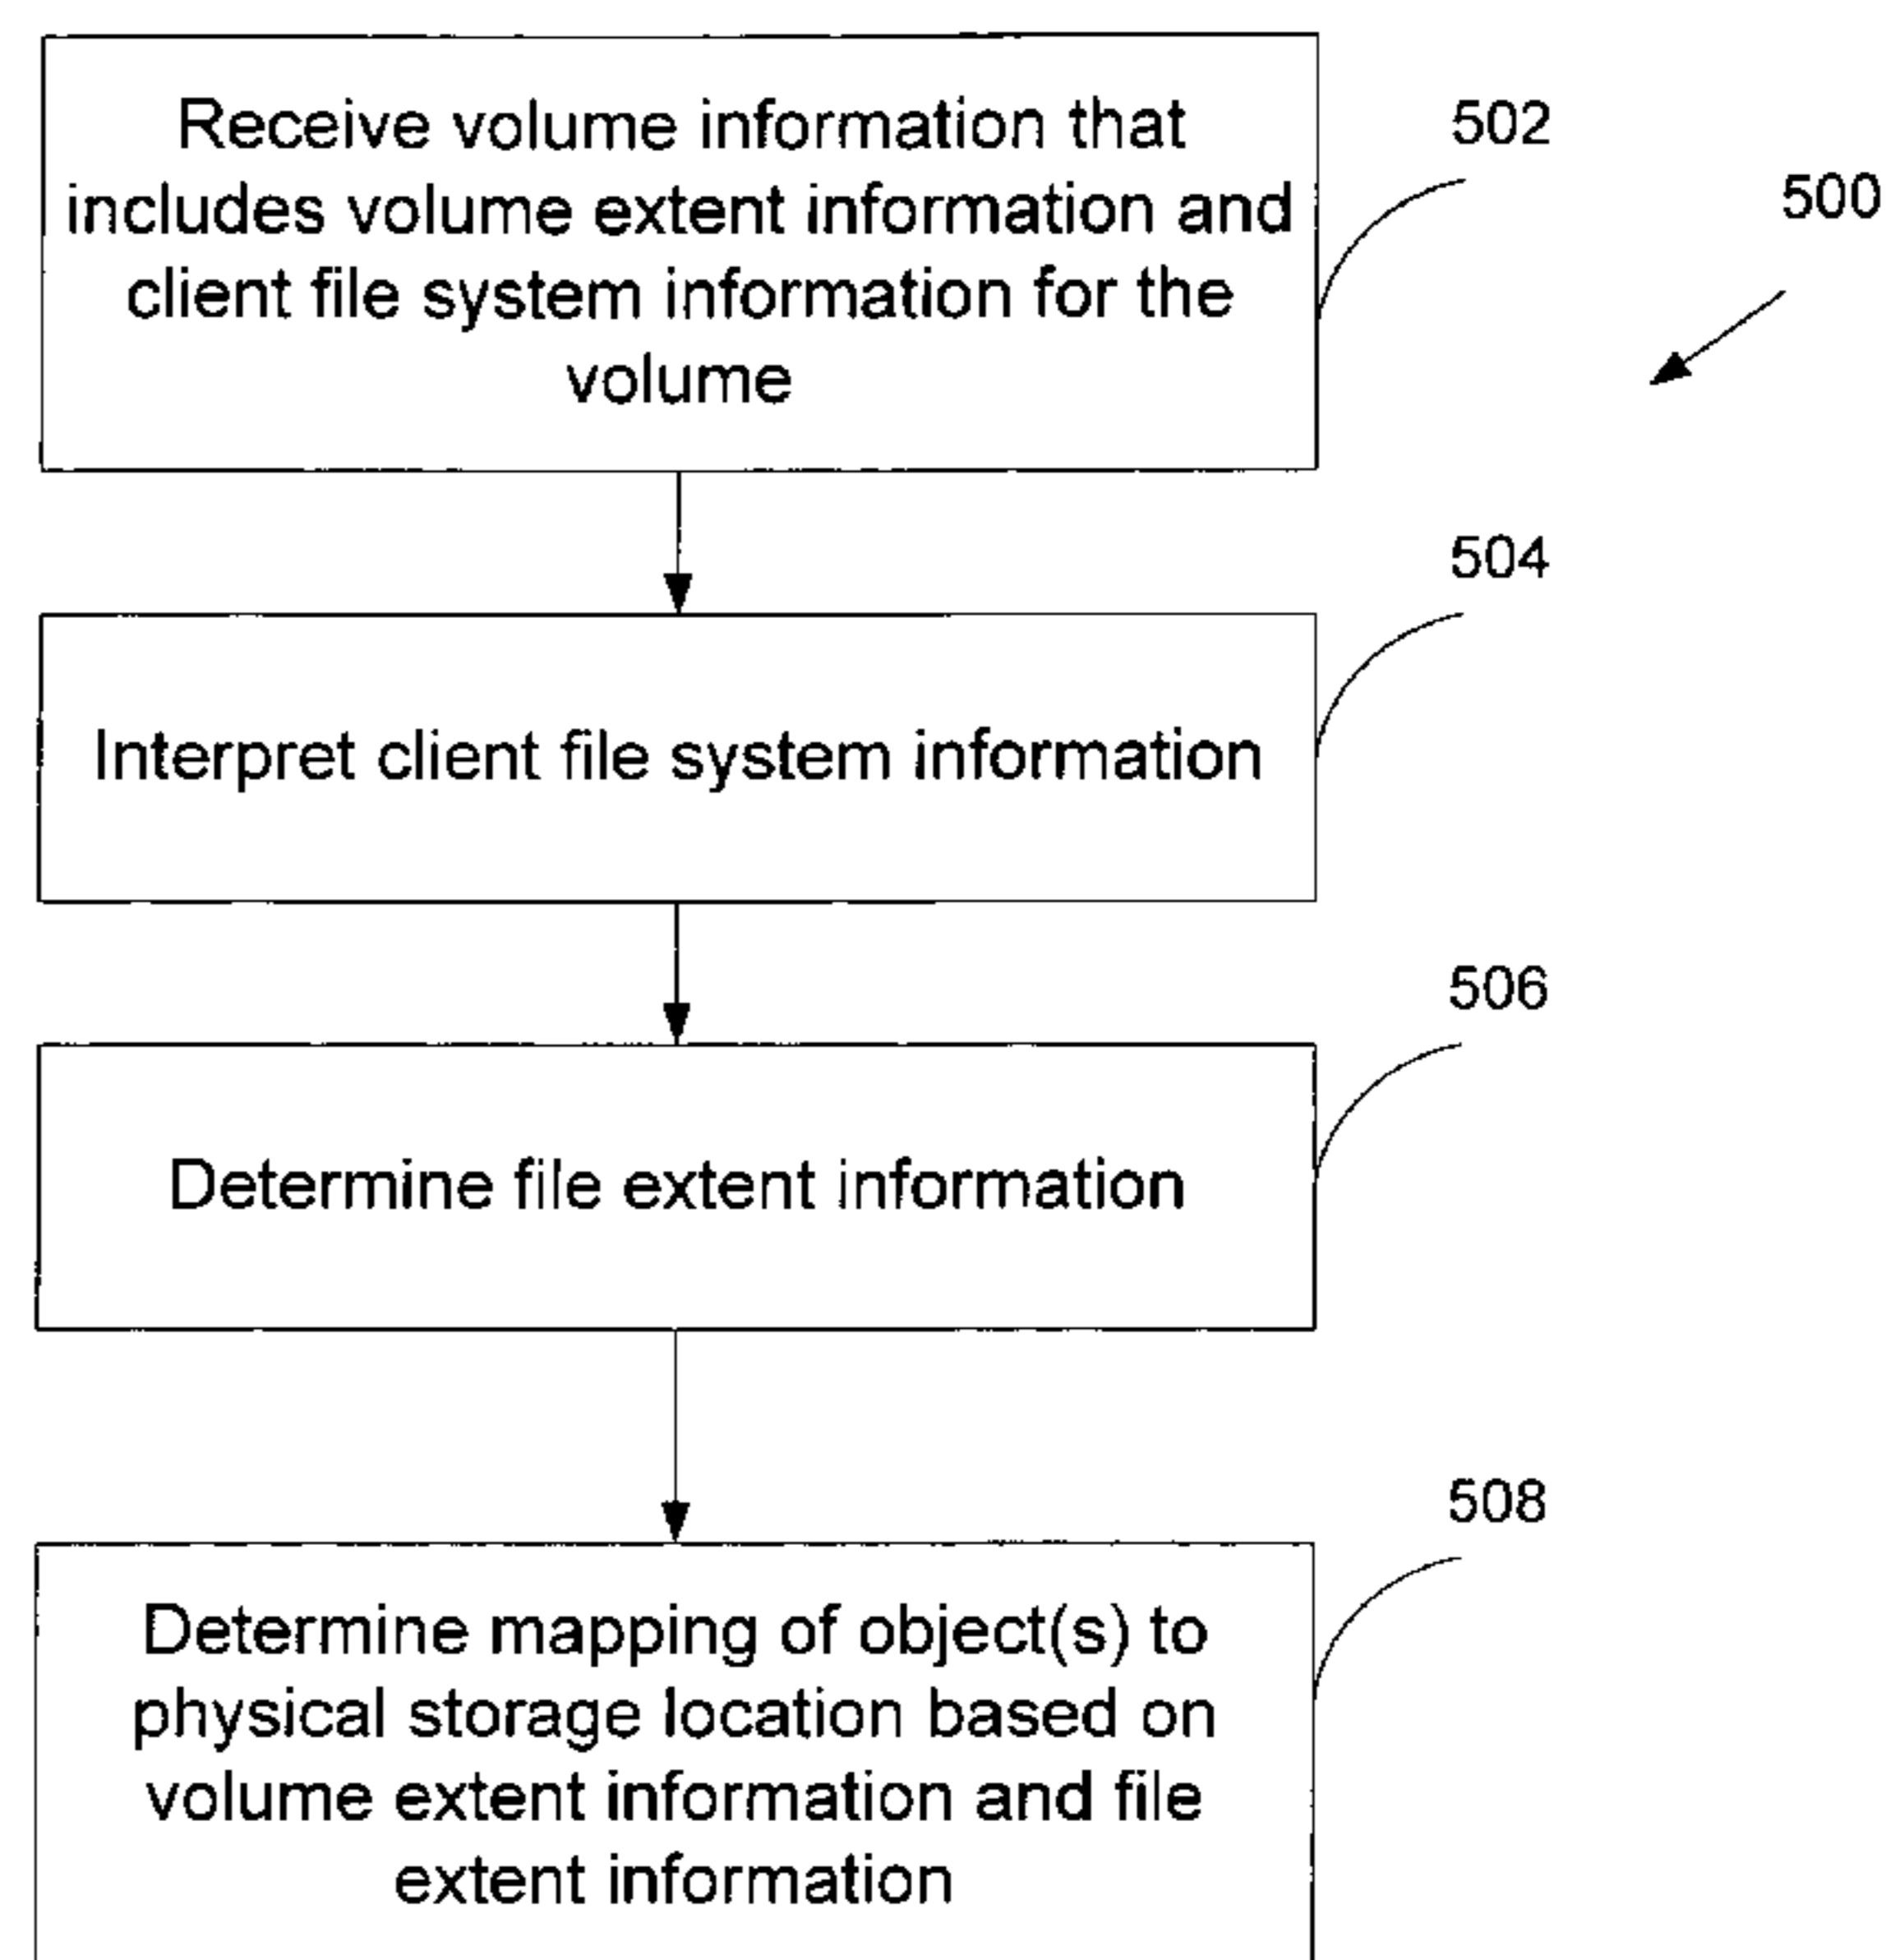 Receive volume information that
includes volume extent information and
client file system information for the
volume
502
500
Interpret client file system information
504
Determine file extent information
506
Determine mapping of object(s) to
physical storage location based on
volume extent information and file
extent information
508